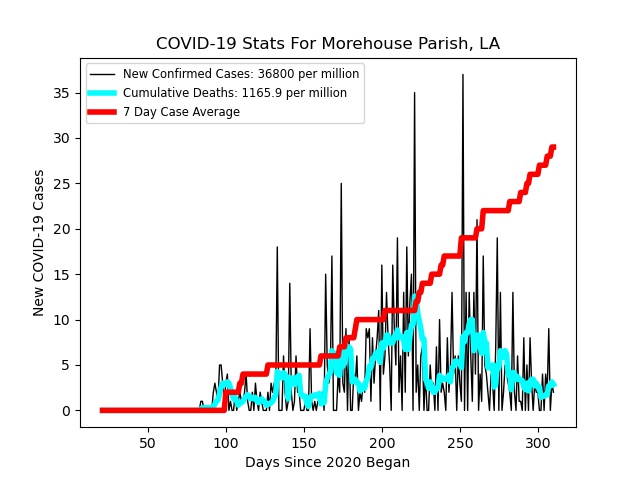 COVID-19 Stats For Morehouse Parish, LA
New Confirmed Cases: 36800 per million
Cumulative Deaths: 1165.9 per million
7 Day Case Average
New COVID-19 Cases
35
30
25
20
15
10
5
0
50 100 150 200 250 300
Days Since 2020 Began